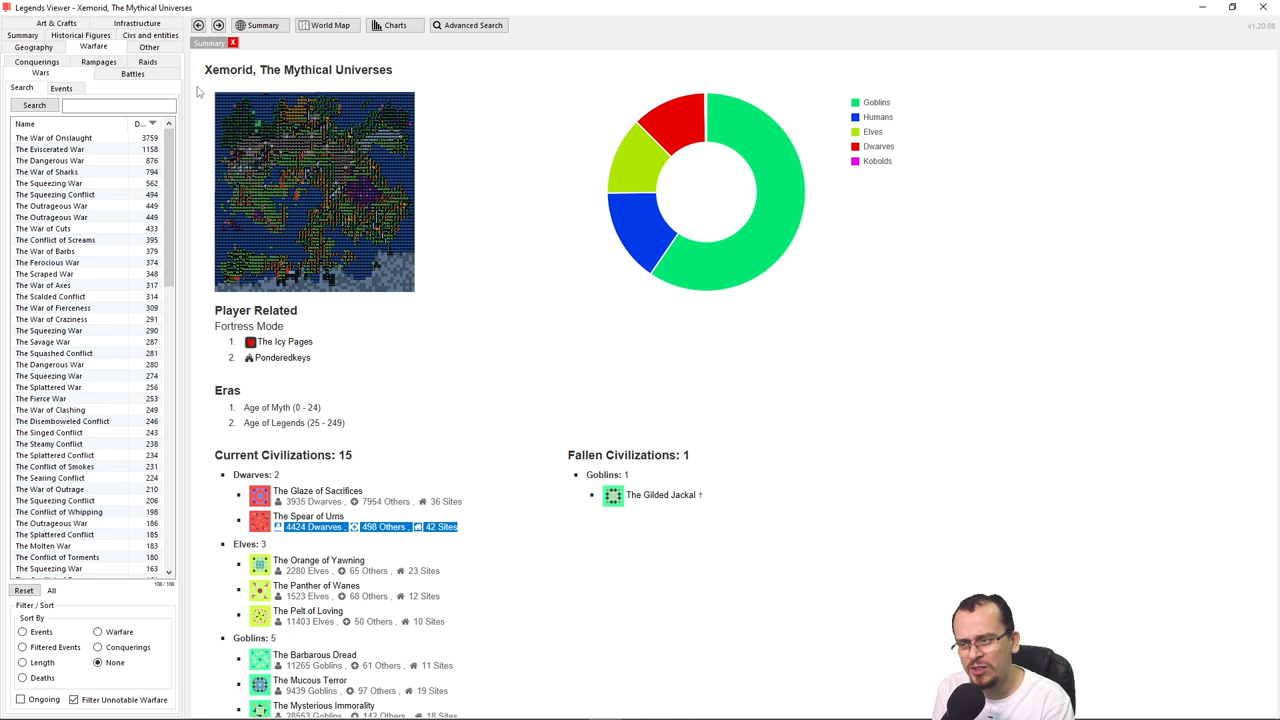 Legends Viewer - Xemorid, The Mythical Universes
Art & Crafts Infrastructure
Summary Historical Figures Civs and entities
Geography Warfare Other
Conquerings Rampages Raids
Wars Battles
Search Events
Summary World Map Charts Advanced Search
v1.20.08
Summary x
Name D...
The War of Onslaught 3759
The Eviscerated War 1158
The Dangerous War 876
The War of Sharks 794
The Squeezing War 562
The Squeezing Conflict 494
The Outrageous War 449
The Outrageous War 449
The War of Cuts 433
The Conflict of Screams 395
The War of Barbs 379
The Ferocious War 374
The Scraped War 348
The War of Axes 317
The Scalded Conflict 314
The War of Fierceness 309
The War of Craziness 291
The Squeezing War 290
The Savage War 287
The Squashed Conflict 281
The Dangerous War 280
The Squeezing War 274
The Splattered War 256
The Fierce War 253
The War of Clashing 249
The Disemboweled Conflict 246
The Singed Conflict 243
The Steamy Conflict 238
The Splattered Conflict 234
The Conflict of Smokes 231
The Searing Conflict 224
The War of Outrage 210
The Squeezing Conflict 206
The Conflict of Whipping 198
The Outrageous War 186
The Splattered Conflict 185
The Molten War 183
The Conflict of Torments 180
The Squeezing War 163
108 / 108
Reset All
Filter / Sort
Sort By
Events Warfare
Filtered Events Conquerings
Length None
Deaths
Ongoing Filter Unnotable Warfare
Xemorid, The Mythical Universes
Goblins
Humans
Elves
Dwarves
Kobolds
Player Related
Fortress Mode
1. The Icy Pages
2. Ponderedkeys
Eras
1. Age of Myth (0 - 24)
2. Age of Legends (25 - 249)
Current Civilizations: 15
Dwarves: 2
The Glaze of Sacrifices
3935 Dwarves , 7954 Others , 36 Sites
The Spear of Urns
4424 Dwarves , 498 Others , 42 Sites
Elves: 3
The Orange of Yawning
2280 Elves , 65 Others , 23 Sites
The Panther of Wanes
1523 Elves , 68 Others , 12 Sites
The Pelt of Loving
11403 Elves , 50 Others , 10 Sites
Goblins: 5
The Barbarous Dread
11265 Goblins , 61 Others , 11 Sites
The Mucous Terror
9439 Goblins , 97 Others , 19 Sites
The Mysterious Immorality
28553 Goblins , 142 Others , 18 Sites
Fallen Civilizations: 1
Goblins: 1
The Gilded Jackal †